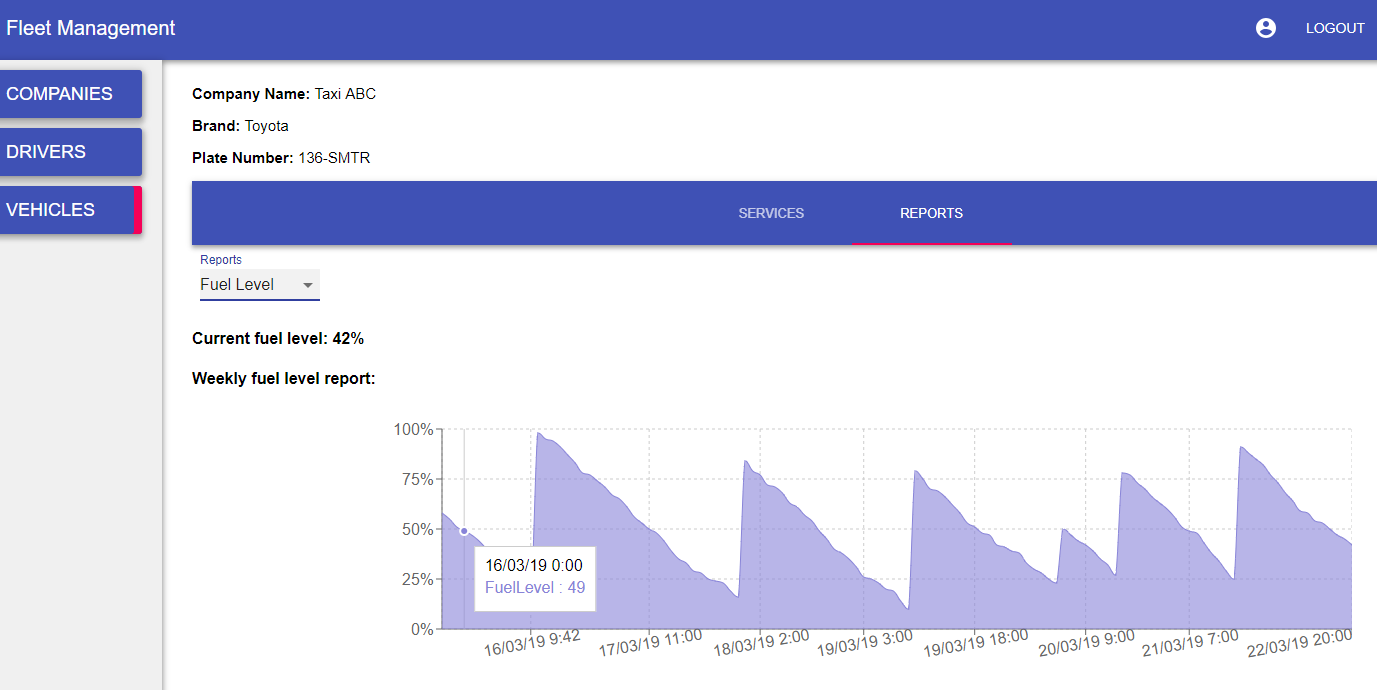 Fleet Management
LOGOUT
COMPANIES
DRIVERS
VEHICLES
Company Name: Taxi ABC
Brand: Toyota
Plate Number: 136-SMTR
SERVICES
REPORTS
Reports
Fuel Level
Current fuel level: 42%
Weekly fuel level report:
100%
75%
50%
25%
0%
16/03/19 0:00
FuelLevel : 49
16/03/19 9:42
17/03/19 11:00
18/03/19 2:00
19/03/19 3:00
19/03/19 18:00
20/03/19 9:00
21/03/19 7:00
22/03/19 20:00